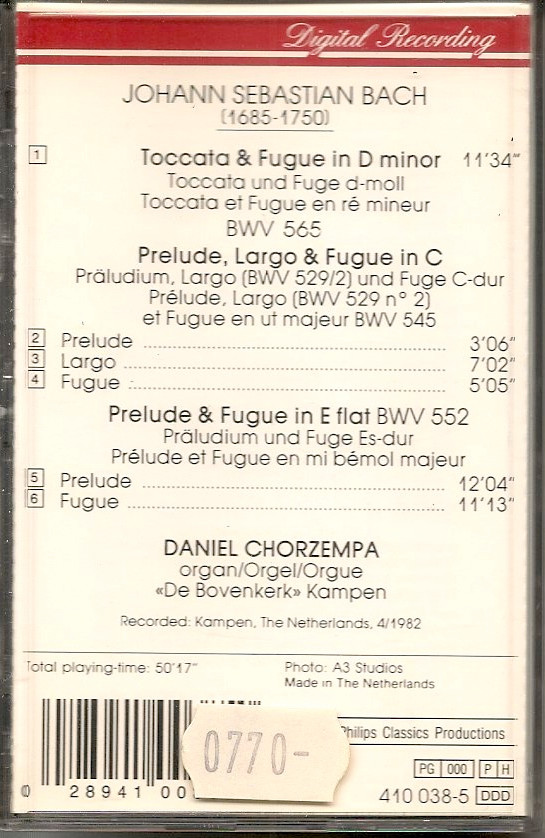 Digital Recording
JOHANN SEBASTIAN BACH
(1685-1750)
1 Toccata & Fugue in D minor 11'34"
Toccata und Fuge d-moll
Toccata et Fugue en ré mineur
BWV 565
Prelude, Largo & Fugue in C
Präludium, Largo (BWV 529/2) und Fuge C-dur
Prélude, Largo (BWV 529 n° 2)
et Fugue en ut majeur BWV 545
2 Prelude 3'06"
3 Largo 7'02"
4 Fugue 5'05"
Prelude & Fugue in E flat BWV 552
Präludium und Fuge Es-dur
Prélude et Fugue en mi bémol majeur
5 Prelude 12'04"
6 Fugue 11'13"
DANIEL CHORZEMPA
organ/Orgel/Orgue
«De Bovenkerk» Kampen
Recorded: Kampen, The Netherlands, 4/1982
Total playing-time: 50'17" Photo: A3 Studios
Made in The Netherlands
Philips Classics Productions
0770-
PG 000 P H
0 28941 00
410 038-5 DDD